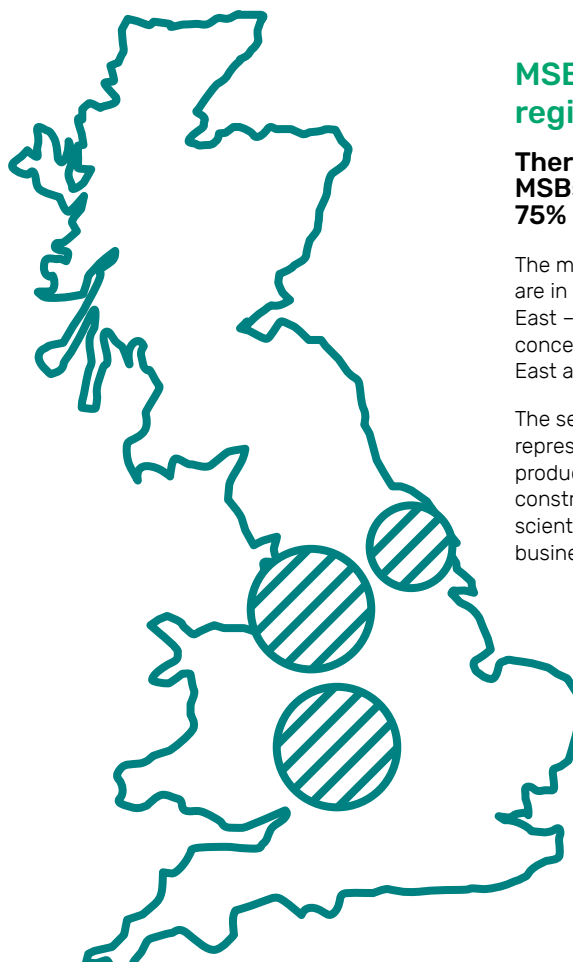 MSB
regi
Ther
MSB
75%
The m
are in
East –
conce
East a
The se
repres
produc
constr
scient
busine